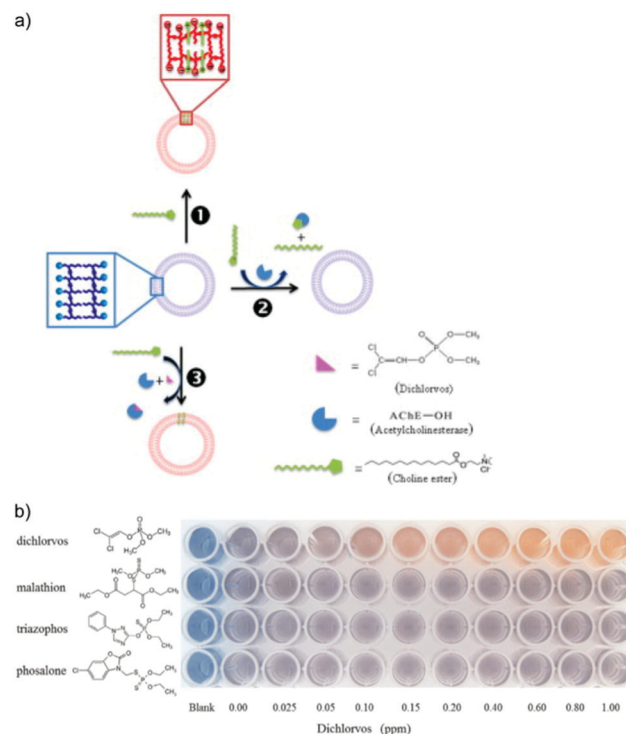 a)
❶
+
❷
+
❸
Cl
Cl
C=CH—O—P
O
O—CH₃
O—CH₃
=
(Dichlorvos)
=
AChE—OH
(Acetylcholinesterase)
=
(Choline ester)
b)
dichlorvos
malathion
triazophos
phosalone
Blank 0.00 0.025 0.05 0.10 0.15 0.20 0.40 0.60 0.80 1.00
Dichlorvos (ppm)